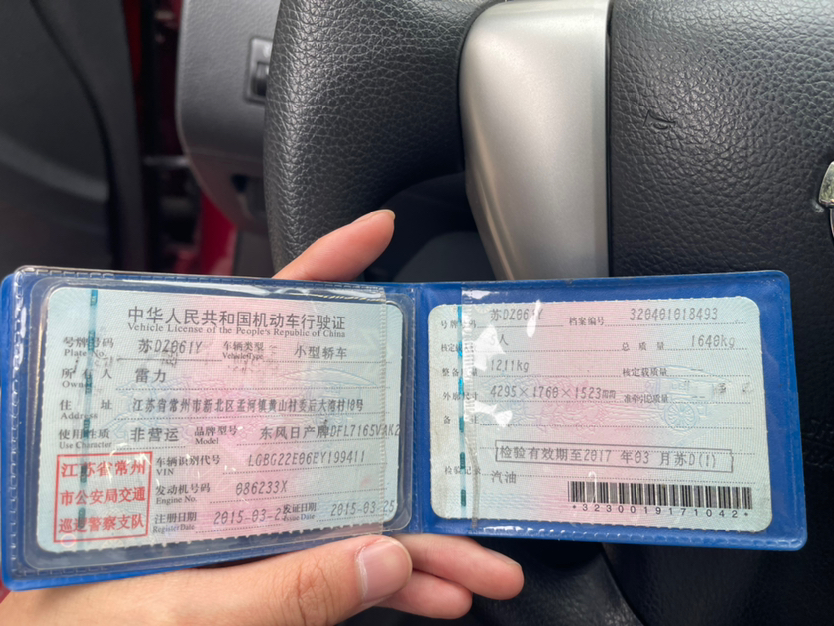 中华人民共和国机动车行驶证
Vehicle License of the People's Republic of China
号牌号码 苏DZ061Y 车辆类型 小型轿车
Plate No. Vehicle Type
所有人 雷力
Owner
住址 江苏省常州市新北区孟河镇黄山村委后大湾村18号
Address
使用性质 非营运 品牌型号 东风日产牌DFL7165VAK2
Use Character Model
江苏省常州
市公安局交通
巡逻警察支队
车辆识别代号 LGBG22E06EY199411
VIN
发动机号码 086233X
Engine No.
注册日期 2015-03-25 发证日期 2015-03-25
Register Date Issue Date
号牌号码 苏DZ061Y 档案编号 320401018493
核定载 人 总质量 1640kg
整备质量 1211kg 核定载质量 --
外廓尺寸 4295×1760×1523mm 准牵引总质量 --
备注
检验有效期至2017年03月苏D(1)
检验记录
汽油
*3230019171042*